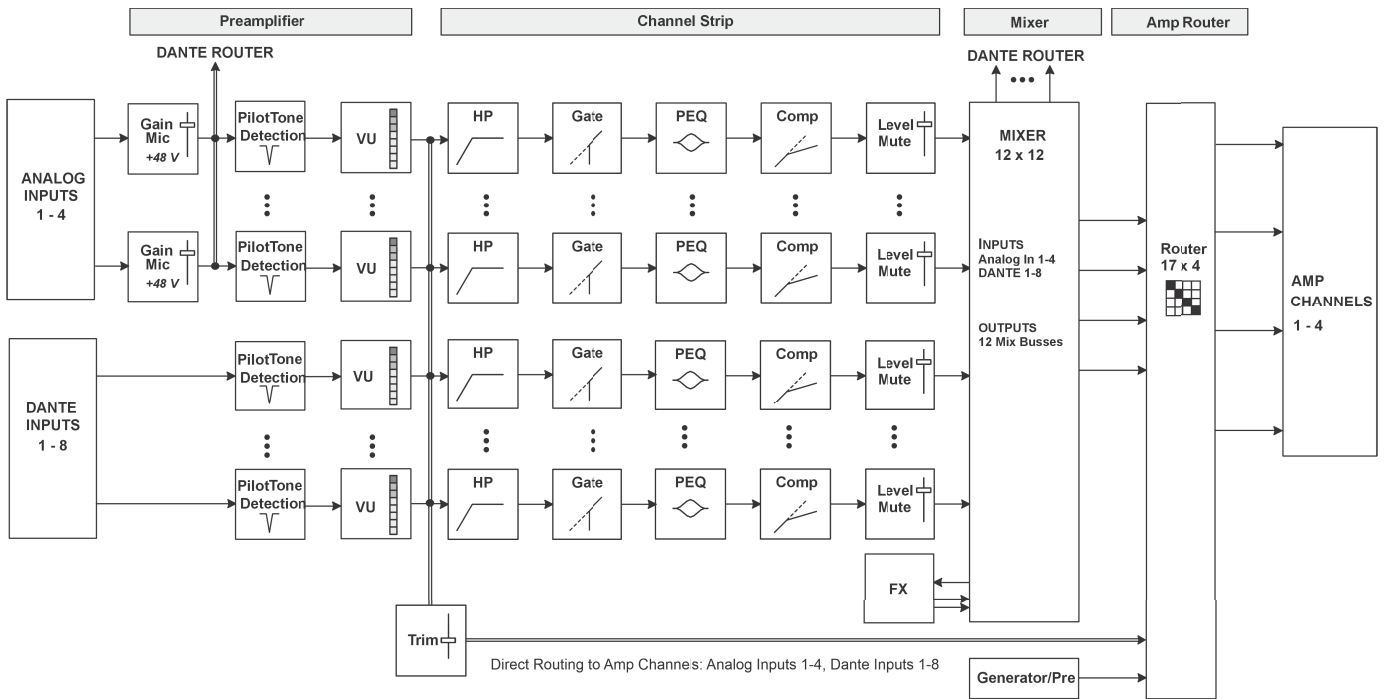 Preamplifier
Channel Strip
Mixer
Amp Router
DANTE ROUTER
DANTE ROUTER
ANALOG
INPUTS
1 - 4
Gain
Mic
+48 V
PilotTone
Detection
VU
HP
Gate
PEQ
Comp
Level
Mute
MIXER
12 x 12
Gain
Mic
+48 V
PilotTone
Detection
VU
HP
Gate
PEQ
Comp
Level
Mute
INPUTS
Analog In 1-4
DANTE 1-8
OUTPUTS
12 Mix Busses
Router
17 x 4
AMP
CHANNELS
1 - 4
DANTE
INPUTS
1 - 8
PilotTone
Detection
VU
HP
Gate
PEQ
Comp
Level
Mute
PilotTone
Detection
VU
HP
Gate
PEQ
Comp
Level
Mute
FX
Trim
Direct Routing to Amp Channes: Analog Inputs 1-4, Dante Inputs 1-8
Generator/Pre